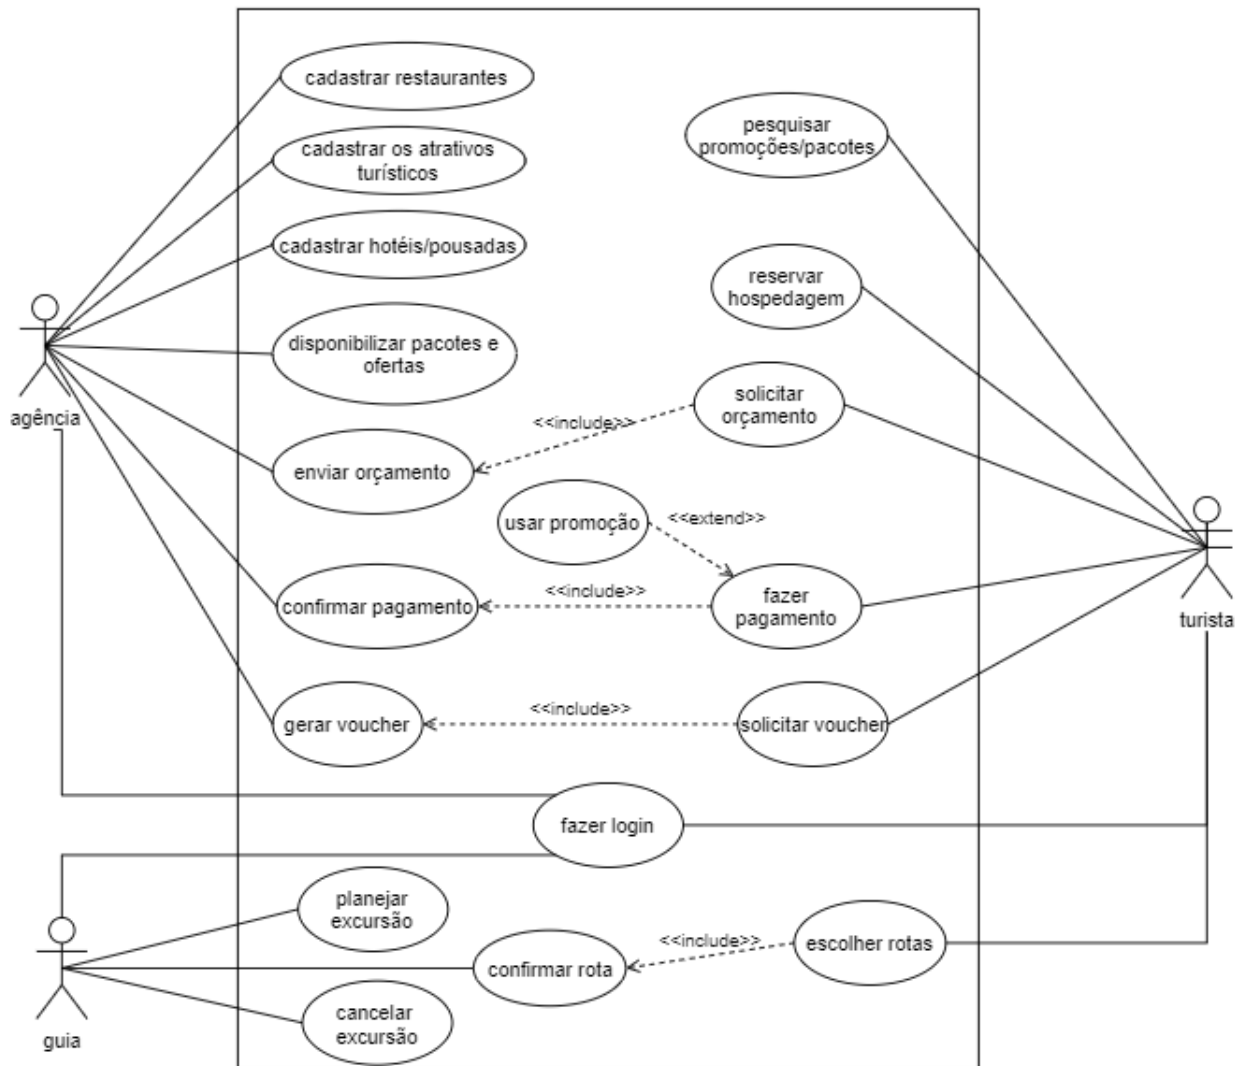 cadastrar restaurantes
cadastrar os atrativos
turísticos
cadastrar hotéis/pousadas
disponibilizar pacotes e
ofertas
enviar orçamento
confirmar pagamento
gerar voucher
agência
pesquisar
promoções/pacotes
reservar
hospedagem
solicitar
orçamento
<<include>>
usar promoção
<<extend>>
fazer
pagamento
<<include>>
solicitar voucher
<<include>>
turista
fazer login
planejar
excursão
confirmar rota
<<include>>
escolher rotas
cancelar
excursão
guia